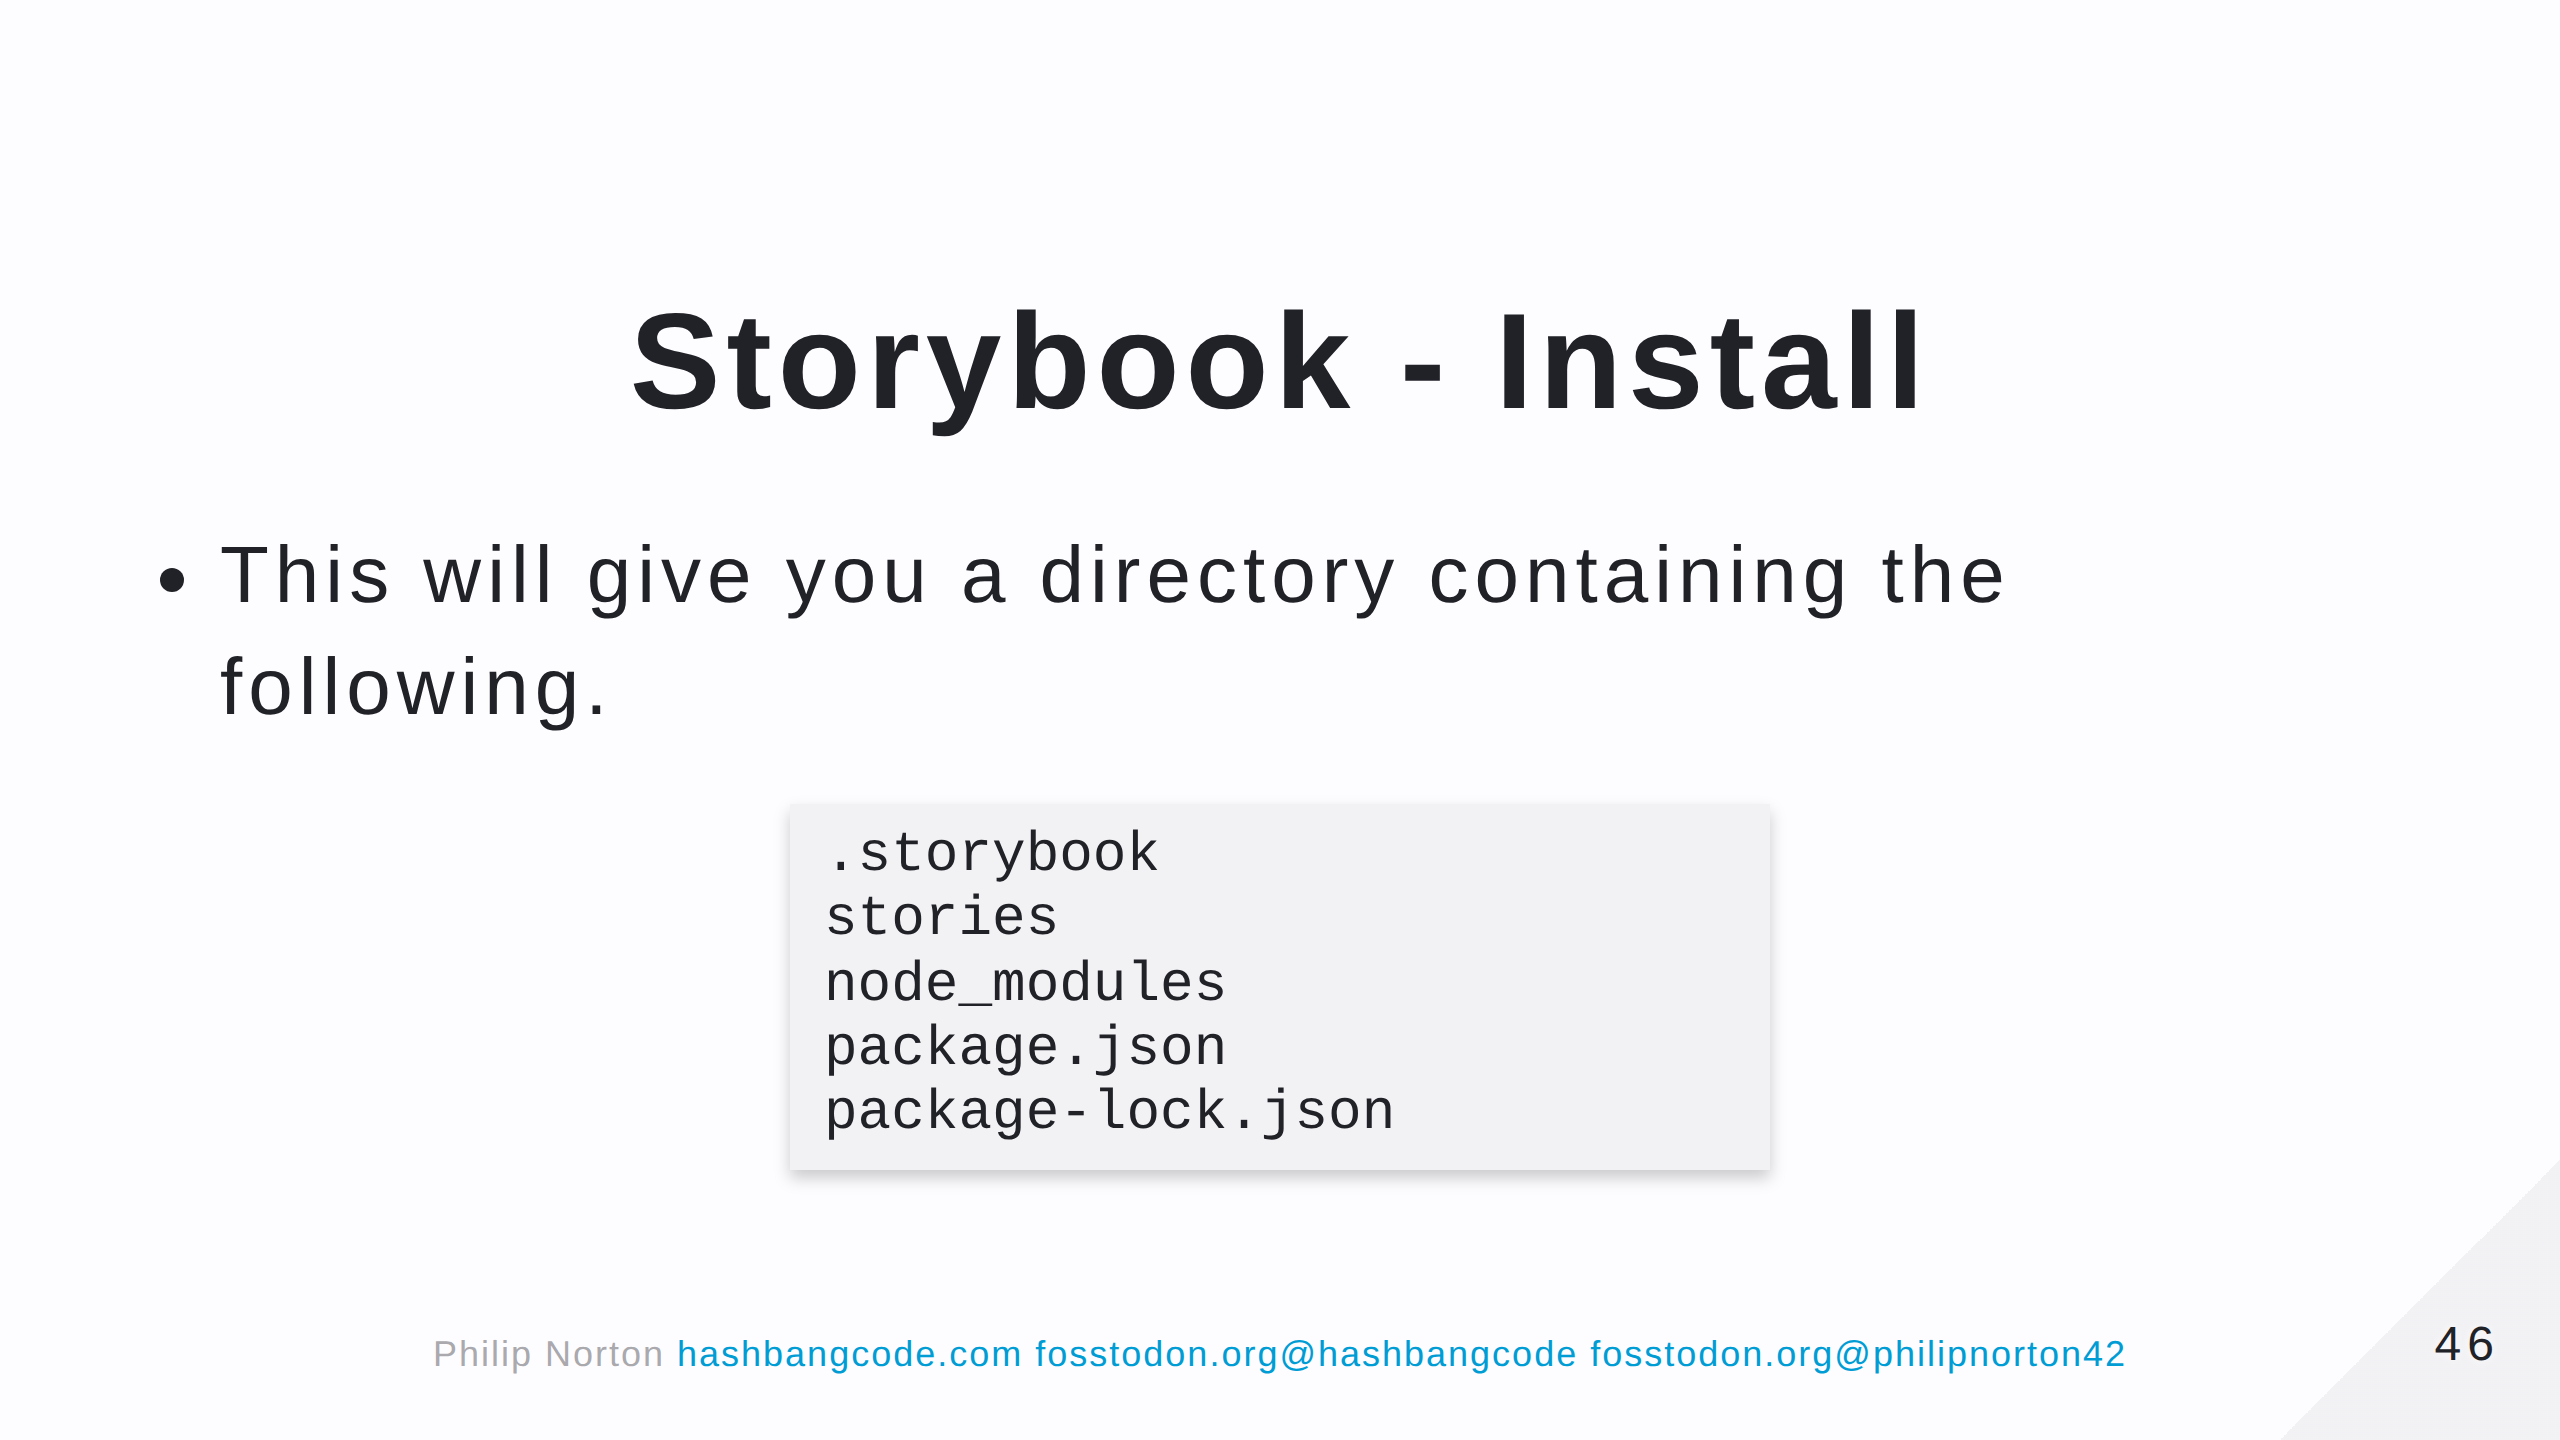 Storybook - Install
• This will give you a directory containing the
following.
.storybook
stories
node_modules
package.json
package-lock.json
Philip Norton hashbangcode.com fosstodon.org@hashbangcode fosstodon.org@philipnorton42
46